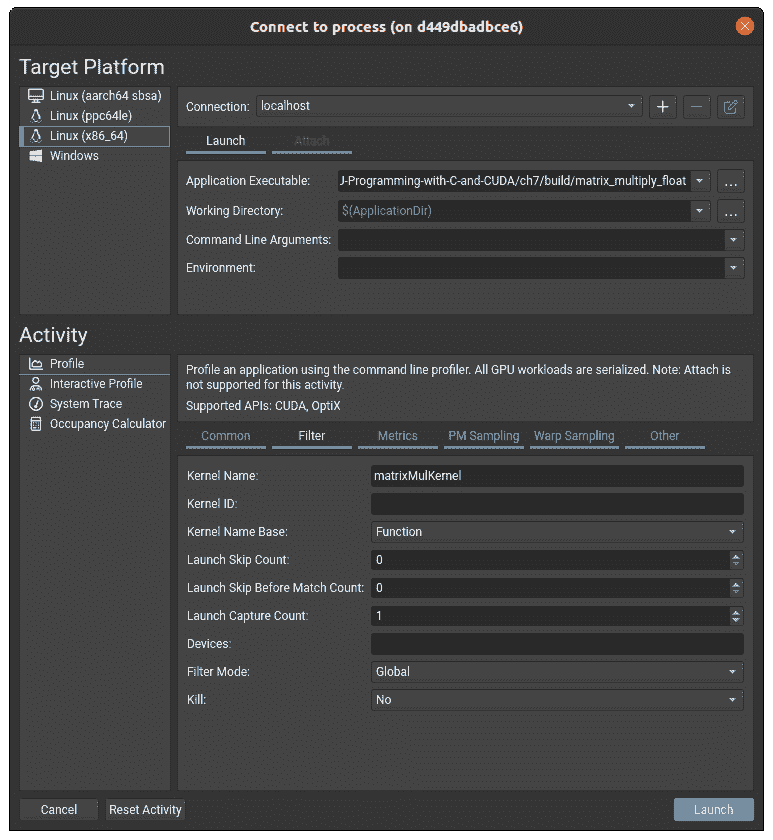 Connect to process (on d449dbadbce6)
Target Platform
Linux (aarch64 sbsa)
Linux (ppc64le)
Linux (x86_64)
Windows
Connection: localhost
Launch Attach
Application Executable: J-Programming-with-C-and-CUDA/ch7/build/matrix_multiply_float ...
Working Directory: $(ApplicationDir) ...
Command Line Arguments:
Environment:
Activity
Profile
Interactive Profile
System Trace
Occupancy Calculator
Profile an application using the command line profiler. All GPU workloads are serialized. Note: Attach is
not supported for this activity.
Supported APIs: CUDA, OptiX
Common Filter Metrics PM Sampling Warp Sampling Other
Kernel Name: matrixMulKernel
Kernel ID:
Kernel Name Base: Function
Launch Skip Count: 0
Launch Skip Before Match Count: 0
Launch Capture Count: 1
Devices:
Filter Mode: Global
Kill: No
Cancel Reset Activity Launch